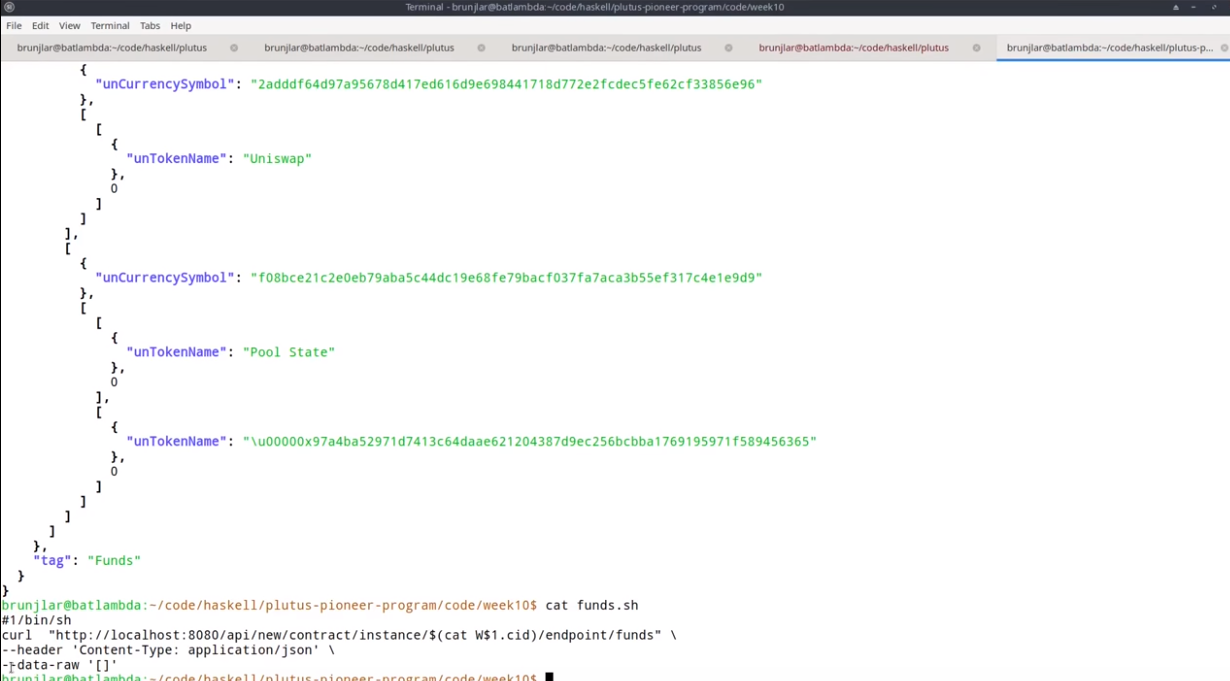 Terminal - brunjlar@batlambda:~/code/haskell/plutus-pioneer-program/code/week10
File Edit View Terminal Tabs Help
brunjlar@batlambda:~/code/haskell/plutus brunjlar@batlambda:~/code/haskell/plutus brunjlar@batlambda:~/code/haskell/plutus brunjlar@batlambda:~/code/haskell/plutus brunjlar@batlambda:~/code/haskell/plutus-p...
{
"unCurrencySymbol": "2adddf64d97a95678d417ed616d9e698441718d772e2fcdec5fe62cf33856e96"
},
[
[
{
"unTokenName": "Uniswap"
},
0
]
]
],
[
{
"unCurrencySymbol": "f08bce21c2e0eb79aba5c44dc19e68fe79bacf037fa7aca3b55ef317c4e1e9d9"
},
[
[
{
"unTokenName": "Pool State"
},
0
],
[
{
"unTokenName": "\u00000x97a4ba52971d7413c64daae621204387d9ec256bcbba1769195971f589456365"
},
0
]
]
]
]
},
"tag": "Funds"
}
}
brunjlar@batlambda:~/code/haskell/plutus-pioneer-program/code/week10$ cat funds.sh
#1/bin/sh
curl "http://localhost:8080/api/new/contract/instance/$(cat W$1.cid)/endpoint/funds" \
--header 'Content-Type: application/json' \
--data-raw '[]'
brunjlar@batlambda:~/code/haskell/plutus-pioneer-program/code/week10$